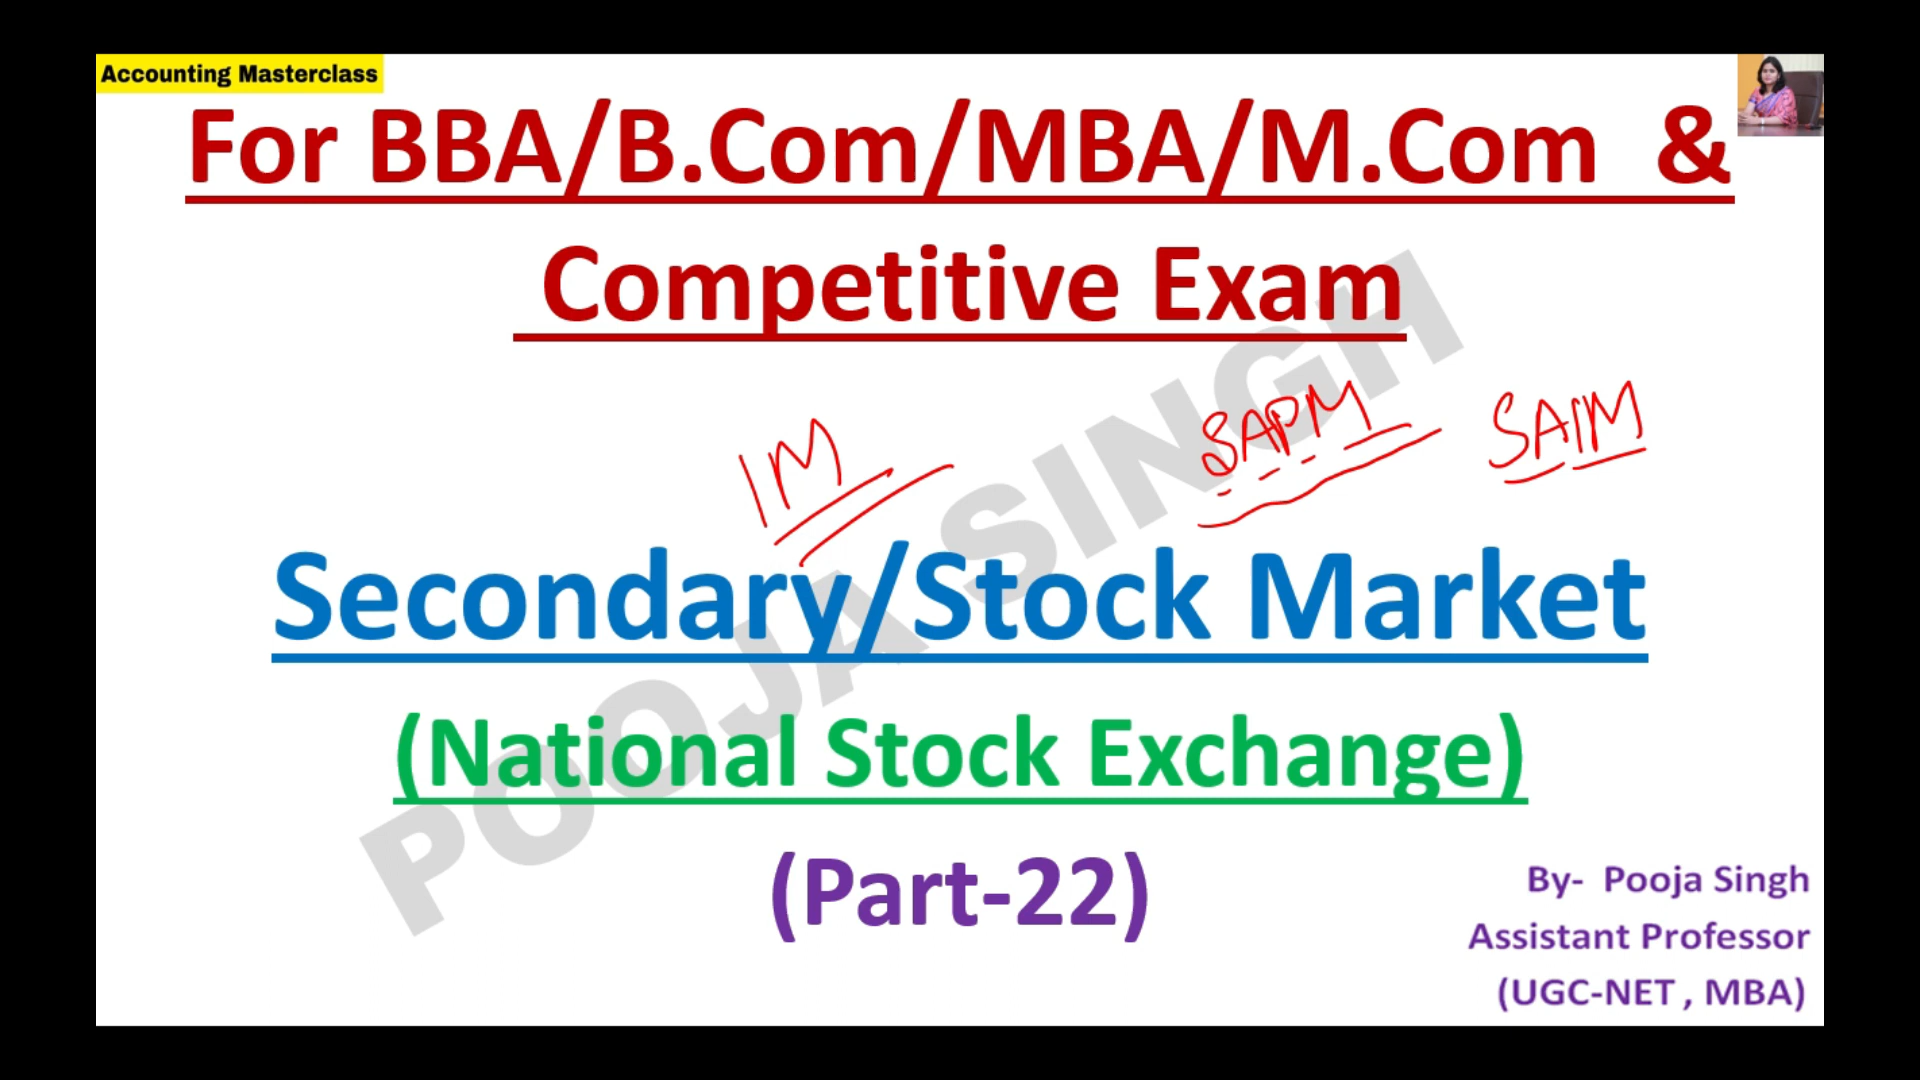 Accounting Masterclass
For BBA/B.Com/MBA/M.Com &
Competitive Exam
IM SAPM SAIM
Secondary/Stock Market
(National Stock Exchange)
(Part-22)
By- Pooja Singh
Assistant Professor
(UGC-NET , MBA)
POOJA SINGH